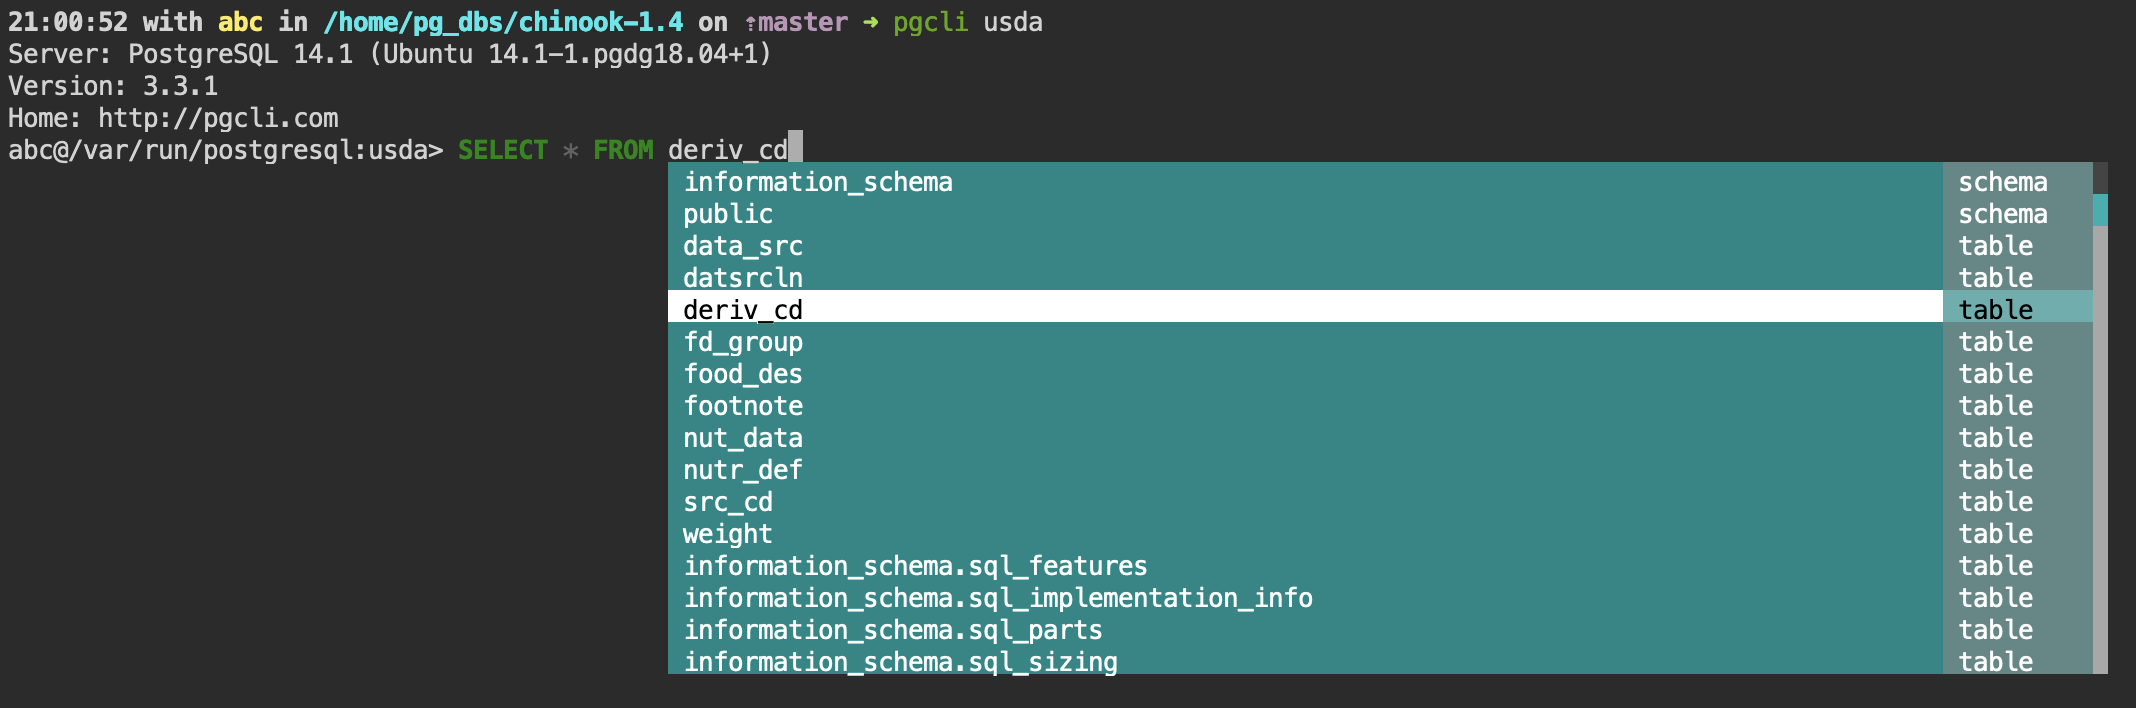 21:00:52 with abc in /home/pg_dbs/chinook-1.4 on ⇡master ➜ pgcli usda
Server: PostgreSQL 14.1 (Ubuntu 14.1-1.pgdg18.04+1)
Version: 3.3.1
Home: http://pgcli.com
abc@/var/run/postgresql:usda> SELECT * FROM deriv_cd
information_schema schema
public schema
data_src table
datsrcln table
deriv_cd table
fd_group table
food_des table
footnote table
nut_data table
nutr_def table
src_cd table
weight table
information_schema.sql_features table
information_schema.sql_implementation_info table
information_schema.sql_parts table
information_schema.sql_sizing table